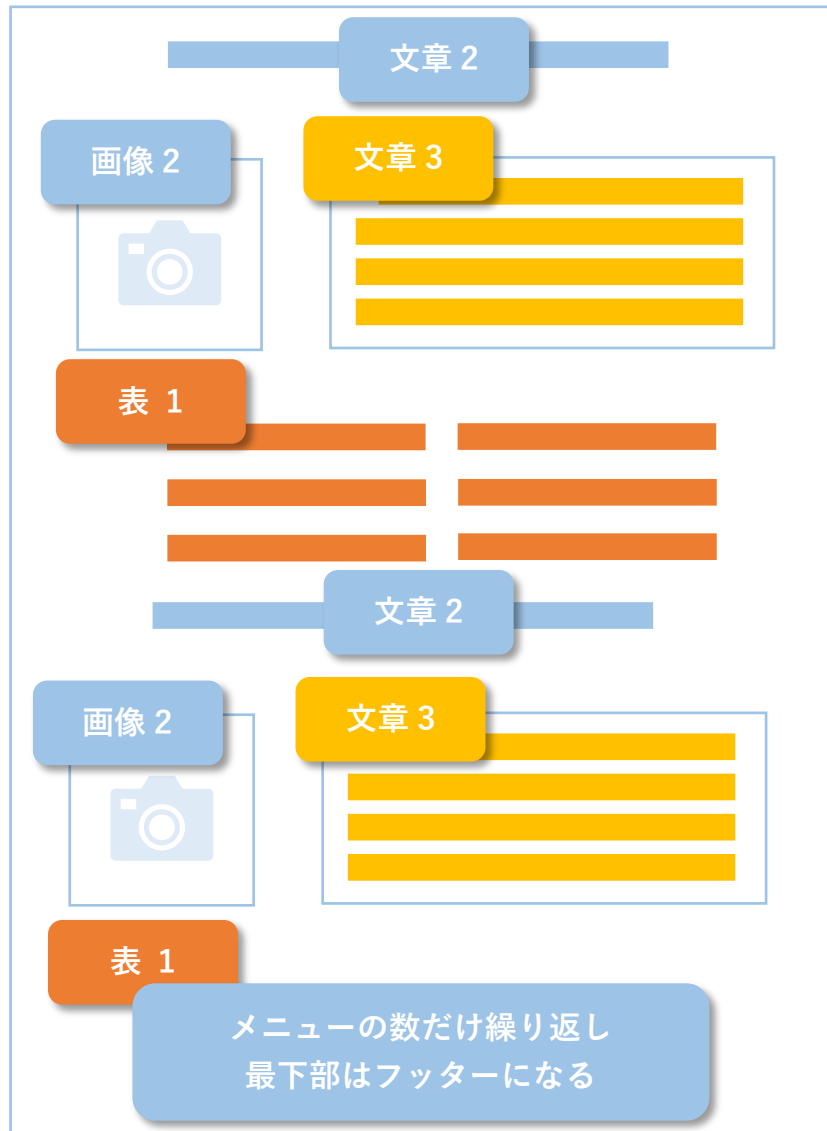 文章２
画像２
文章３
表 １
文章２
画像２
文章３
表 １
メニューの数だけ繰り返し
最下部はフッターになる